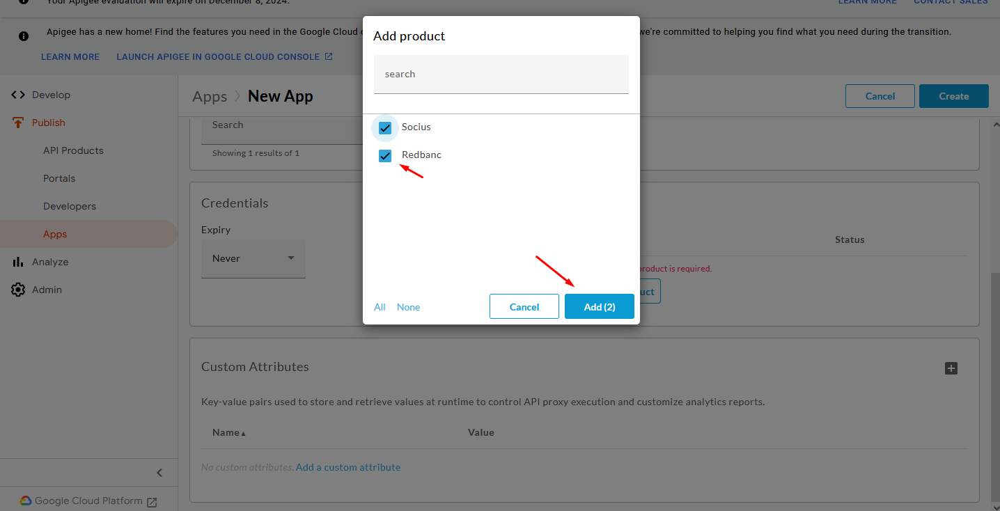 Your Apigee evaluation will expire on December 8, 2024.
LEARN MORE CONTACT SALES
Apigee has a new home! Find the features you need in the Google Cloud we're committed to helping you find what you need during the transition.
LEARN MORE LAUNCH APIGEE IN GOOGLE CLOUD CONSOLE
Develop
Publish
API Products
Portals
Developers
Apps
Analyze
Admin
Google Cloud Platform
Apps New App
Cancel Create
Search
Showing 1 results of 1
Credentials
Expiry
Never
Status
product is required.
Add product
search
Socius
Redbanc
All None Cancel Add (2)
Custom Attributes
Key-value pairs used to store and retrieve values at runtime to control API proxy execution and customize analytics reports.
Name Value
No custom attributes. Add a custom attribute